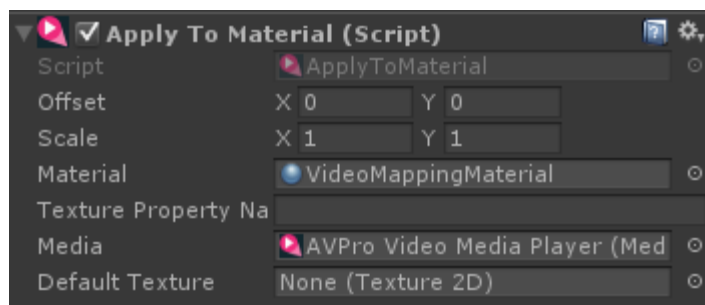 Apply To Material (Script)
Script ApplyToMaterial
Offset X 0 Y 0
Scale X 1 Y 1
Material VideoMappingMaterial
Texture Property Na
Media AVPro Video Media Player (Med
Default Texture None (Texture 2D)